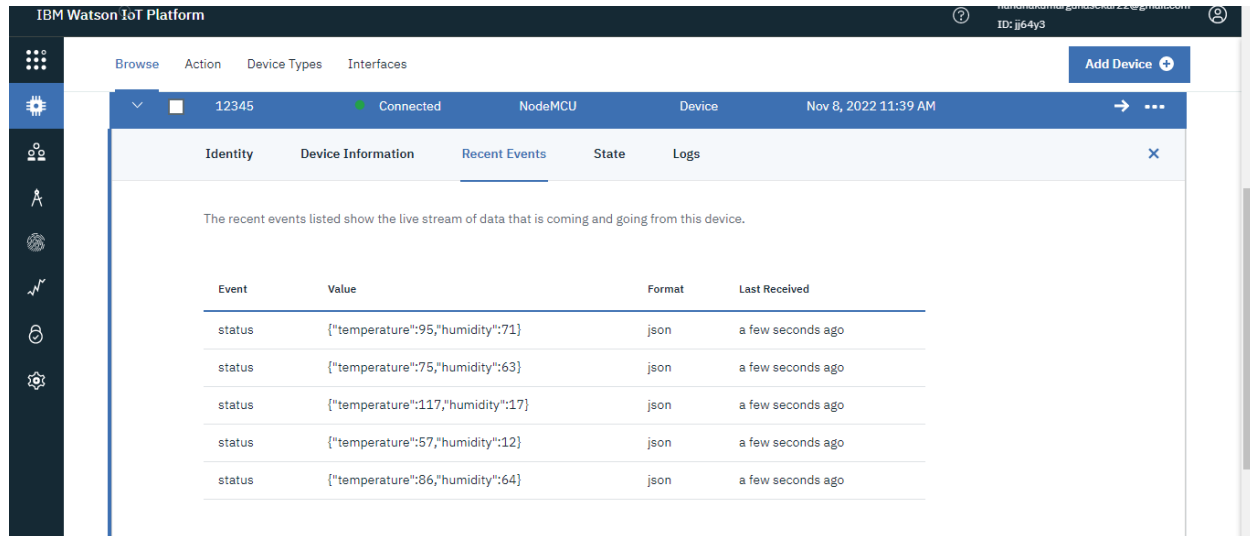 IBM Watson IoT Platform
ID: jj64y3
Browse Action Device Types Interfaces Add Device
12345 Connected NodeMCU Device Nov 8, 2022 11:39 AM
Identity Device Information Recent Events State Logs
The recent events listed show the live stream of data that is coming and going from this device.
Event Value Format Last Received
status {"temperature":95,"humidity":71} json a few seconds ago
status {"temperature":75,"humidity":63} json a few seconds ago
status {"temperature":117,"humidity":17} json a few seconds ago
status {"temperature":57,"humidity":12} json a few seconds ago
status {"temperature":86,"humidity":64} json a few seconds ago